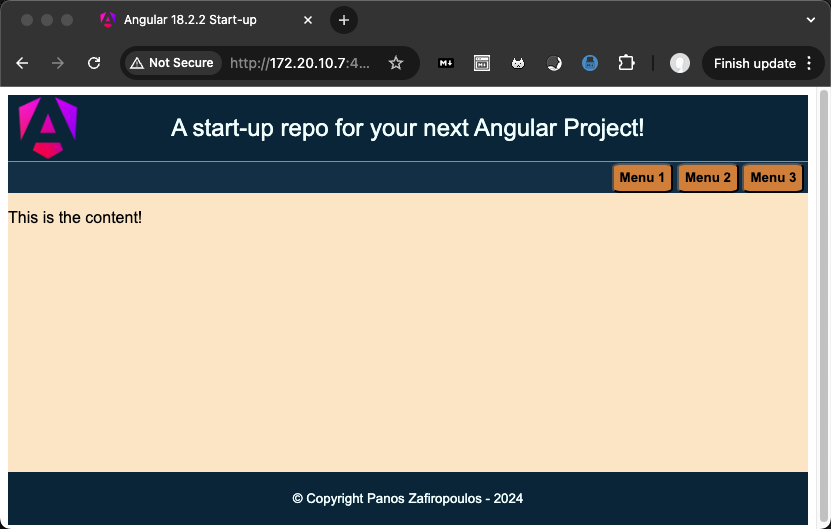 Angular 18.2.2 Start-up
Not Secure http://172.20.10.7:4... Finish update
A start-up repo for your next Angular Project!
Menu 1 Menu 2 Menu 3
This is the content!
© Copyright Panos Zafiropoulos - 2024